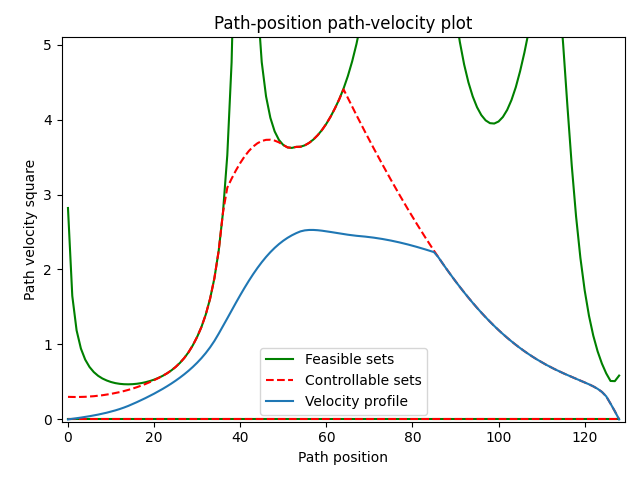 Path-position path-velocity plot
Path velocity square
5
4
3
2
1
0
Feasible sets
Controllable sets
Velocity profile
0 20 40 60 80 100 120
Path position